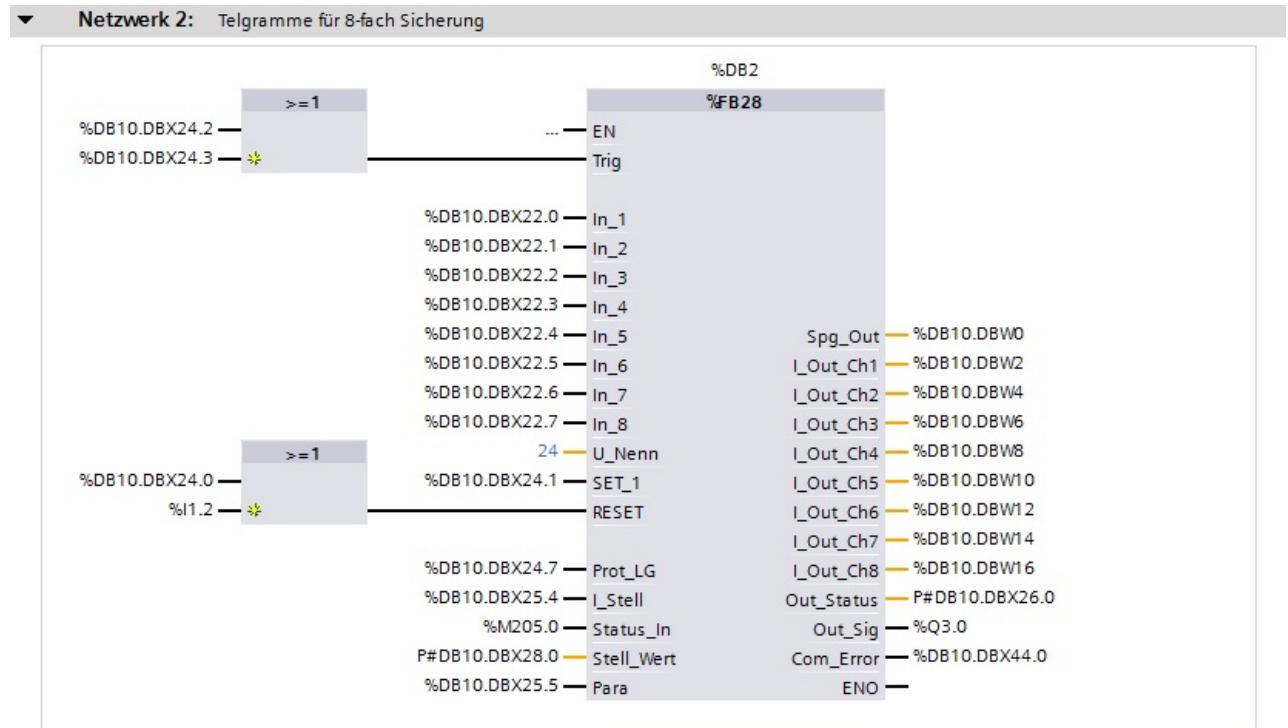 Netzwerk 2: Telgramme für 8-fach Sicherung
%DB2
>=1 %FB28
%DB10.DBX24.2 ... EN
%DB10.DBX24.3 Trig
%DB10.DBX22.0 In_1
%DB10.DBX22.1 In_2
%DB10.DBX22.2 In_3
%DB10.DBX22.3 In_4
%DB10.DBX22.4 In_5 Spg_Out %DB10.DBW0
%DB10.DBX22.5 In_6 I_Out_Ch1 %DB10.DBW2
%DB10.DBX22.6 In_7 I_Out_Ch2 %DB10.DBW4
%DB10.DBX22.7 In_8 I_Out_Ch3 %DB10.DBW6
>=1 24 U_Nenn I_Out_Ch4 %DB10.DBW8
%DB10.DBX24.0 %DB10.DBX24.1 SET_1 I_Out_Ch5 %DB10.DBW10
%I1.2 RESET I_Out_Ch6 %DB10.DBW12
I_Out_Ch7 %DB10.DBW14
%DB10.DBX24.7 Prot_LG I_Out_Ch8 %DB10.DBW16
%DB10.DBX25.4 I_Stell Out_Status P#DB10.DBX26.0
%M205.0 Status_In Out_Sig %Q3.0
P#DB10.DBX28.0 Stell_Wert Com_Error %DB10.DBX44.0
%DB10.DBX25.5 Para ENO